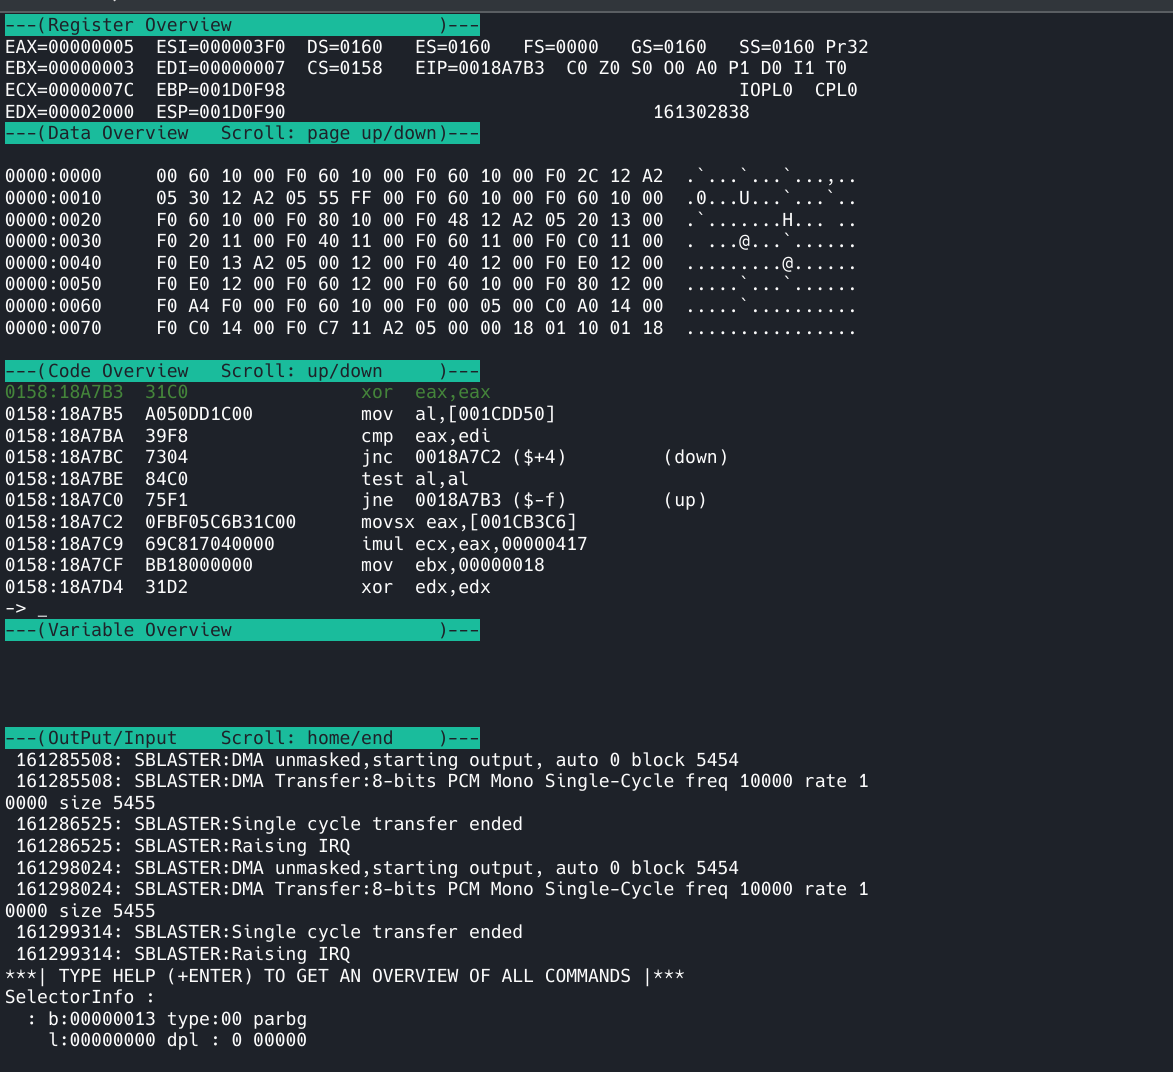 ---(Register Overview                   )---
EAX=00000005  ESI=000003F0  DS=0160   ES=0160   FS=0000   GS=0160   SS=0160 Pr32
EBX=00000003  EDI=00000007  CS=0158   EIP=0018A7B3  C0 Z0 S0 O0 A0 P1 D0 I1 T0
ECX=0000007C  EBP=001D0F98                                          IOPL0  CPL0
EDX=00002000  ESP=001D0F90                                  161302838
---(Data Overview   Scroll: page up/down)---
0000:0000     00 60 10 00 F0 60 10 00 F0 60 10 00 F0 2C 12 A2  .`...`...`...,..
0000:0010     05 30 12 A2 05 55 FF 00 F0 60 10 00 F0 60 10 00  .0...U...`...`..
0000:0020     F0 60 10 00 F0 80 10 00 F0 48 12 A2 05 20 13 00  .`.......H... ..
0000:0030     F0 20 11 00 F0 40 11 00 F0 60 11 00 F0 C0 11 00  . ...@...`......
0000:0040     F0 E0 13 A2 05 00 12 00 F0 40 12 00 F0 E0 12 00  .........@......
0000:0050     F0 E0 12 00 F0 60 12 00 F0 60 10 00 F0 80 12 00  .....`...`......
0000:0060     F0 A4 F0 00 F0 60 10 00 F0 00 05 00 C0 A0 14 00  .....`..........
0000:0070     F0 C0 14 00 F0 C7 11 A2 05 00 00 18 01 10 01 18  ................
---(Code Overview   Scroll: up/down     )---
0158:18A7B3  31C0                xor  eax,eax
0158:18A7B5  A050DD1C00          mov  al,[001CDD50]
0158:18A7BA  39F8                cmp  eax,edi
0158:18A7BC  7304                jnc  0018A7C2 ($+4)         (down)
0158:18A7BE  84C0                test al,al
0158:18A7C0  75F1                jne  0018A7B3 ($-f)         (up)
0158:18A7C2  0FBF05C6B31C00      movsx eax,[001CB3C6]
0158:18A7C9  69C817040000        imul ecx,eax,00000417
0158:18A7CF  BB18000000          mov  ebx,00000018
0158:18A7D4  31D2                xor  edx,edx
-> _
---(Variable Overview                   )---
---(OutPut/Input    Scroll: home/end    )---
 161285508: SBLASTER:DMA unmasked,starting output, auto 0 block 5454
 161285508: SBLASTER:DMA Transfer:8-bits PCM Mono Single-Cycle freq 10000 rate 1
0000 size 5455
 161286525: SBLASTER:Single cycle transfer ended
 161286525: SBLASTER:Raising IRQ
 161298024: SBLASTER:DMA unmasked,starting output, auto 0 block 5454
 161298024: SBLASTER:DMA Transfer:8-bits PCM Mono Single-Cycle freq 10000 rate 1
0000 size 5455
 161299314: SBLASTER:Single cycle transfer ended
 161299314: SBLASTER:Raising IRQ
***| TYPE HELP (+ENTER) TO GET AN OVERVIEW OF ALL COMMANDS |***
SelectorInfo :
  : b:00000013 type:00 parbg
    l:00000000 dpl : 0 00000